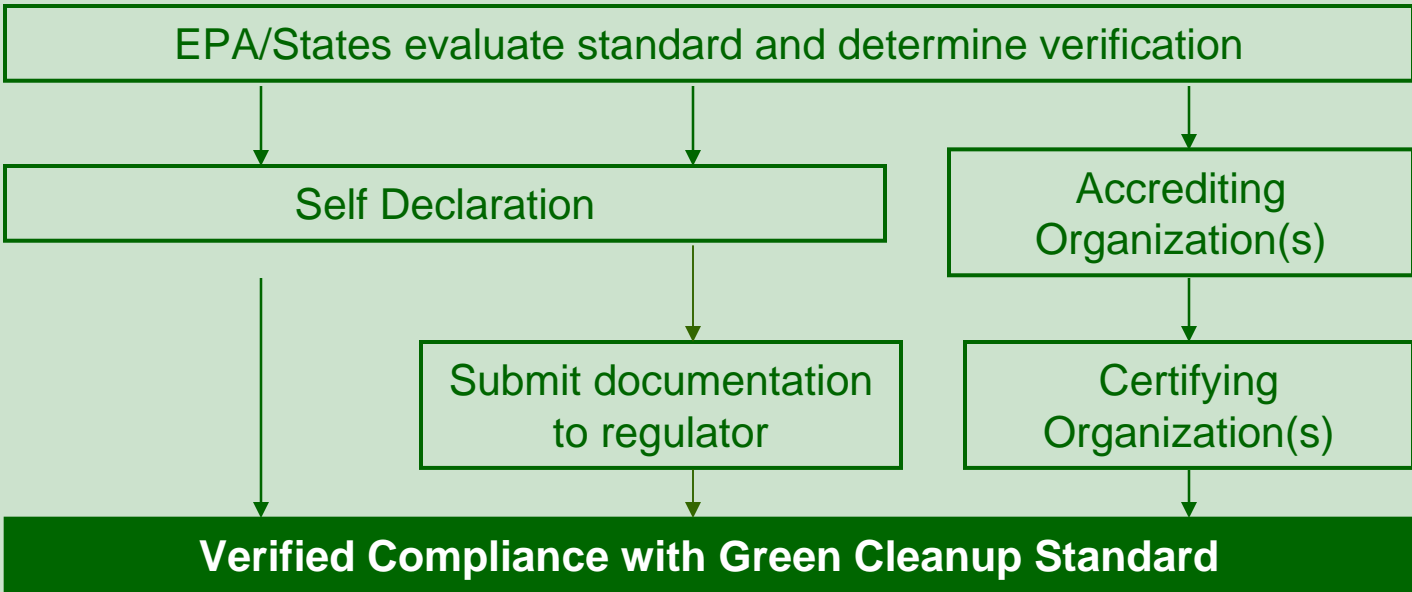 EPA/States evaluate standard and determine verification
Self Declaration
Accrediting
Organization(s)
Submit documentation
to regulator
Certifying
Organization(s)
Verified Compliance with Green Cleanup Standard